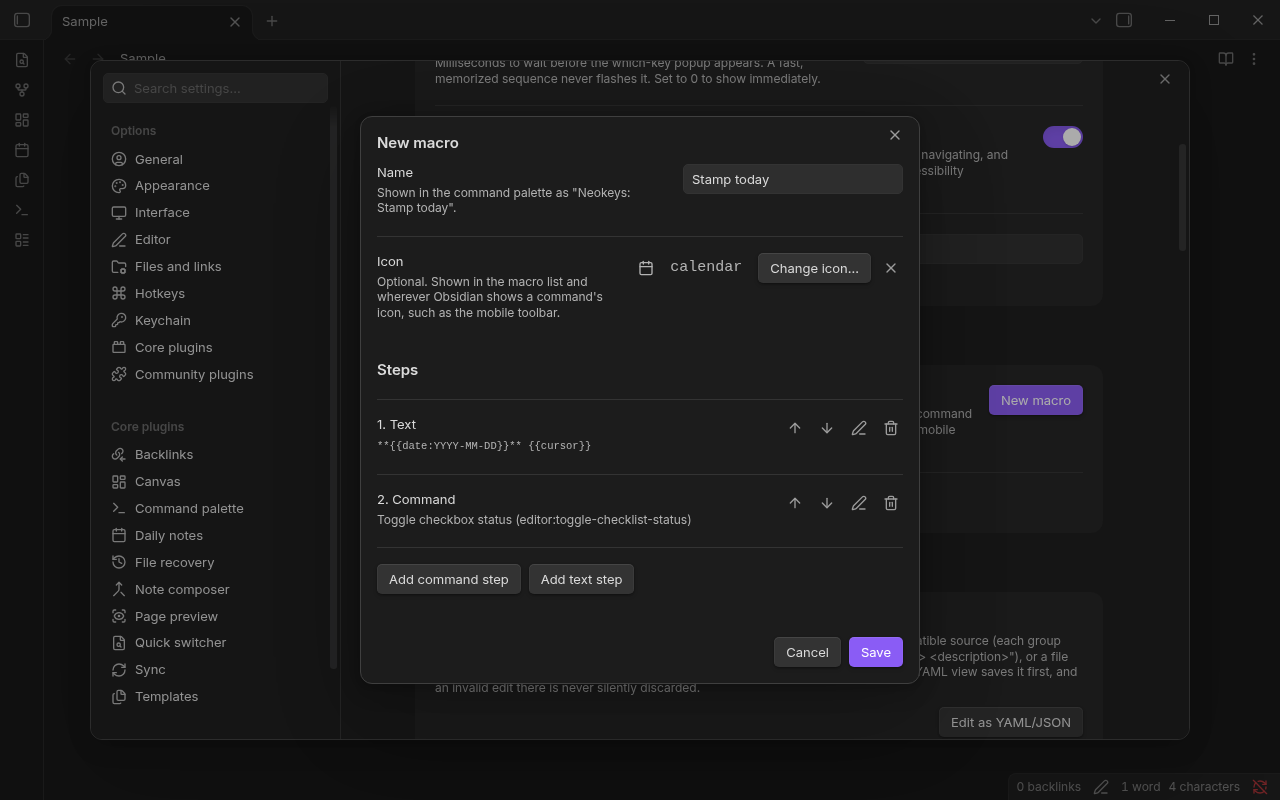 Sample
Sample
Search settings...
Options
General
Appearance
Interface
Editor
Files and links
Hotkeys
Keychain
Core plugins
Community plugins
Core plugins
Backlinks
Canvas
Command palette
Daily notes
File recovery
Note composer
Page preview
Quick switcher
Sync
Templates
Milliseconds to wait before the which-key popup appears. A fast,
memorized sequence never flashes it. Set to 0 to show immediately.
navigating, and
New macro
Name
Shown in the command palette as "Neokeys:
Stamp today".
Stamp today
Icon
Optional. Shown in the macro list and
wherever Obsidian shows a command's
icon, such as the mobile toolbar.
calendar
Change icon...
Steps
1. Text
**{{date:YYYY-MM-DD}}** {{cursor}}
2. Command
Toggle checkbox status (editor:toggle-checklist-status)
Add command step
Add text step
Cancel
Save
New macro
command
mobile
source (each group
> <description>"), or a file
YAML view saves it first, and
an invalid edit there is never silently discarded.
Edit as YAML/JSON
0 backlinks
1 word
4 characters